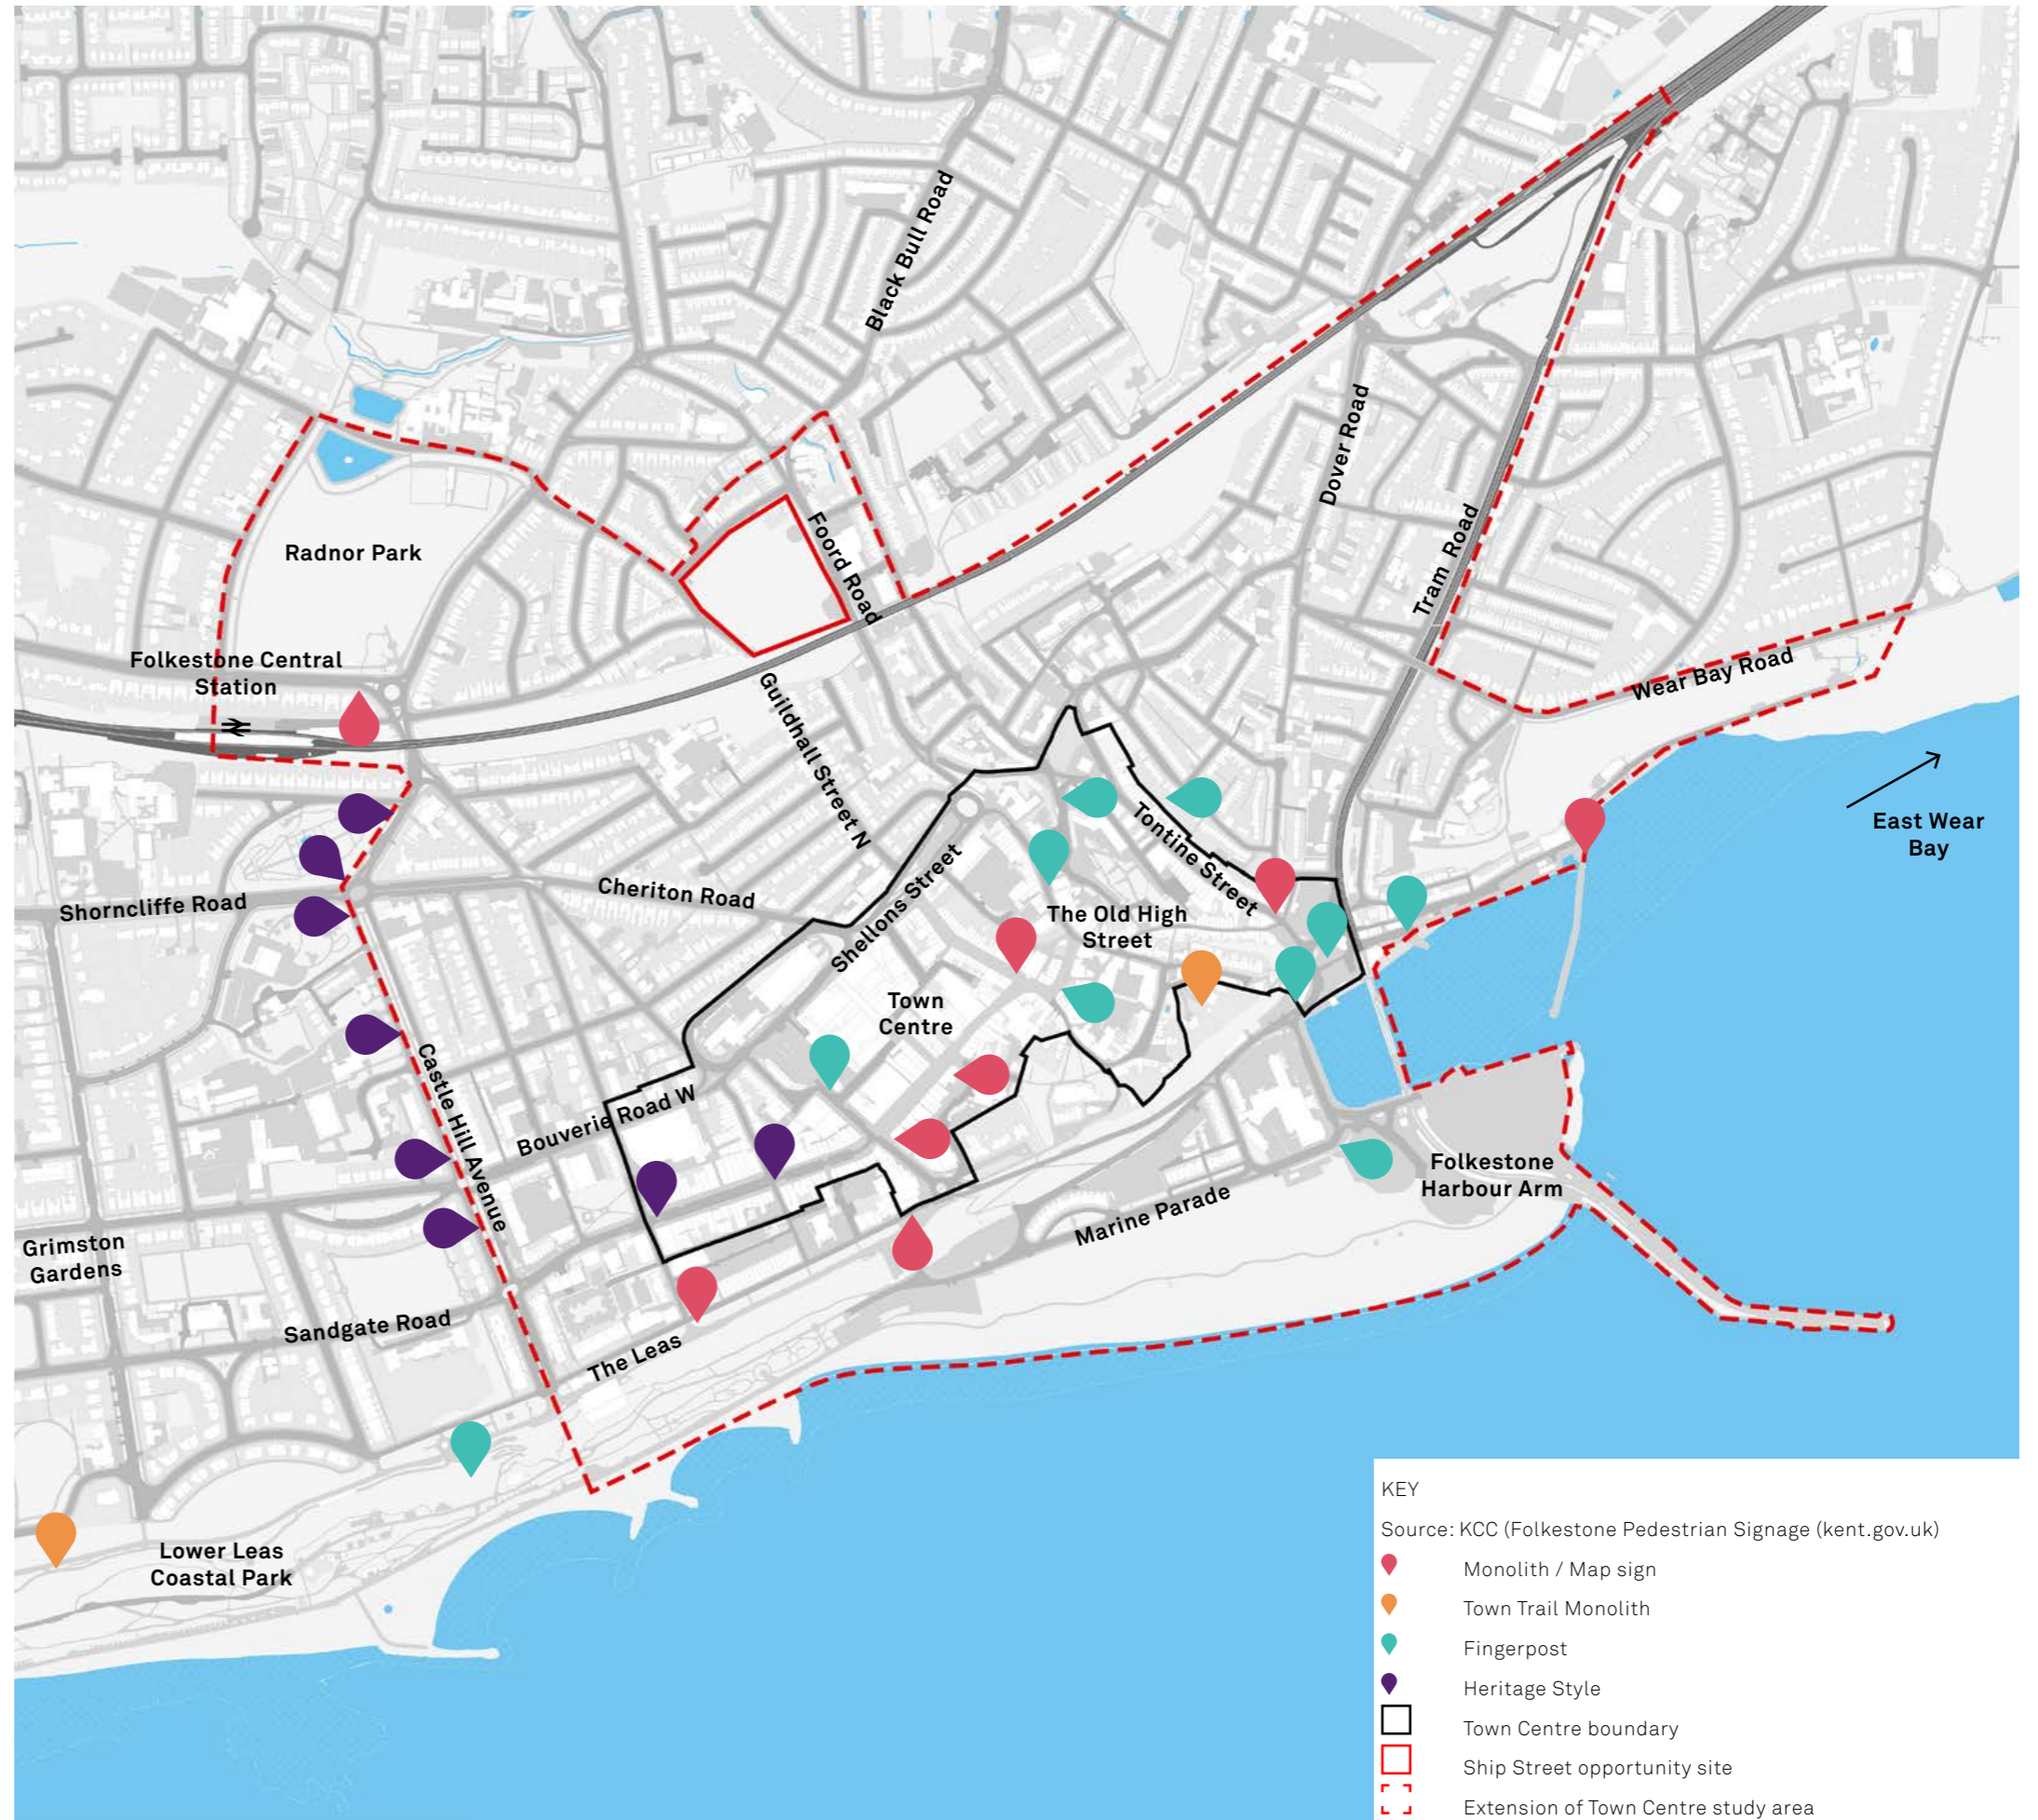 Black Bull Road
Dover Road
Foord Road
Tram Road
Radnor Park
Folkestone Central
Station
Guildhall Street N
Wear Bay Road
East Wear
Bay
Tontine Street
Shorncliffe Road
Cheriton Road
Shellons Street
The Old High
Street
Town
Centre
Castle Hill Avenue
Bouverie Road W
Folkestone
Harbour Arm
Marine Parade
Grimston
Gardens
Sandgate Road
The Leas
Lower Leas
Coastal Park
KEY
Source: KCC (Folkestone Pedestrian Signage (kent.gov.uk)
Monolith / Map sign
Town Trail Monolith
Fingerpost
Heritage Style
Town Centre boundary
Ship Street opportunity site
Extension of Town Centre study area